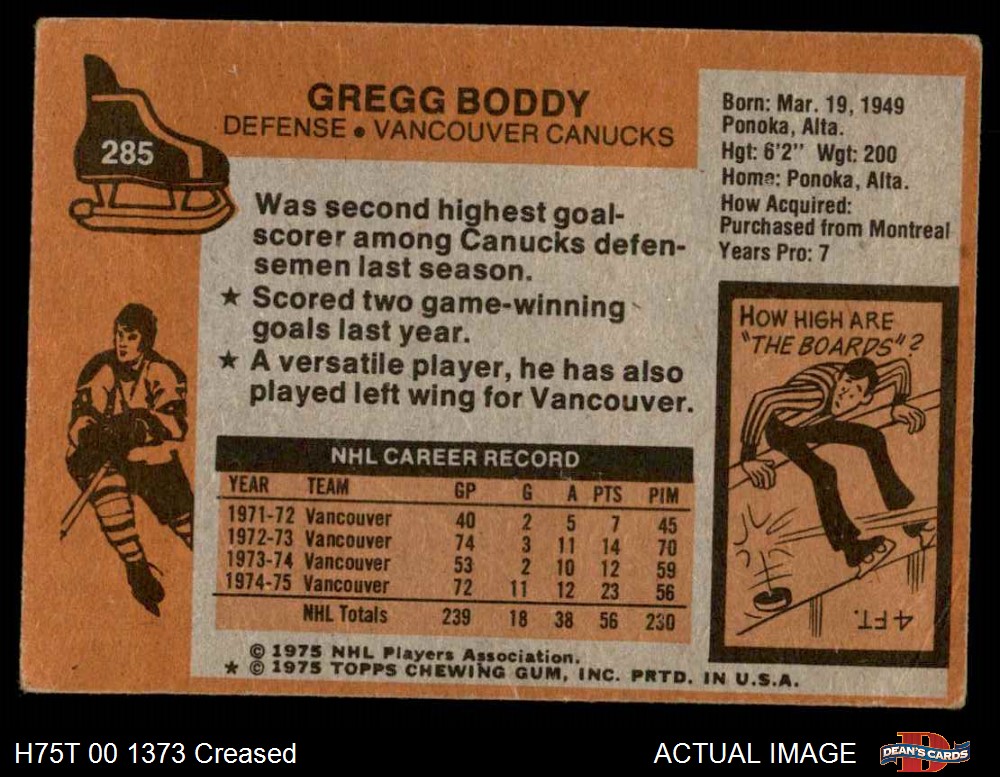 285
GREGG BODDY
DEFENSE • VANCOUVER CANUCKS
Born: Mar. 19, 1949
Ponoka, Alta.
Hgt: 6'2" Wgt: 200
Home: Ponoka, Alta.
How Acquired:
Purchased from Montreal
Years Pro: 7
Was second highest goal-
scorer among Canucks defen-
semen last season.
★ Scored two game-winning
goals last year.
★ A versatile player, he has also
played left wing for Vancouver.
NHL CAREER RECORD
YEAR TEAM GP G A PTS PIM
1971-72 Vancouver 40 2 5 7 45
1972-73 Vancouver 74 3 11 14 70
1973-74 Vancouver 53 2 10 12 59
1974-75 Vancouver 72 11 12 23 56
NHL Totals 239 18 38 56 230
© 1975 NHL Players Association.
★ © 1975 TOPPS CHEWING GUM, INC. PRTD. IN U.S.A.
HOW HIGH ARE
"THE BOARDS"?
4 FT.
H75T 00 1373 Creased
ACTUAL IMAGE
DEAN'S CARDS